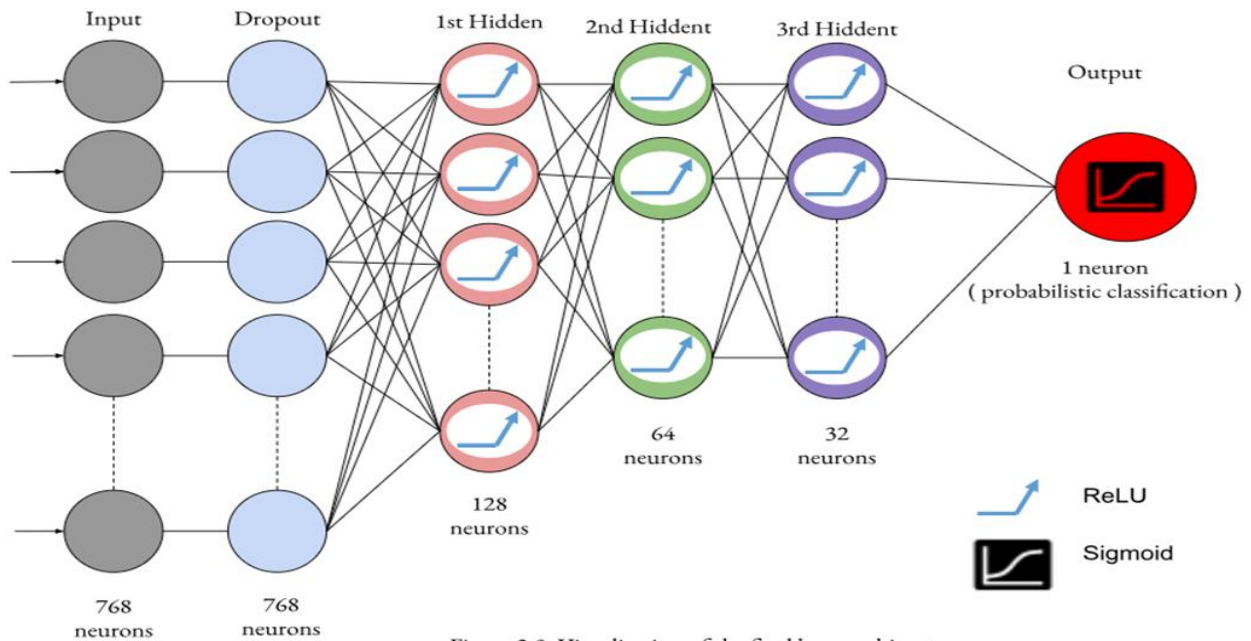 Input
Dropout
1st Hidden
2nd Hiddent
3rd Hiddent
Output
1 neuron
( probabilistic classification )
64
neurons
32
neurons
128
neurons
768
neurons
768
neurons
ReLU
Sigmoid